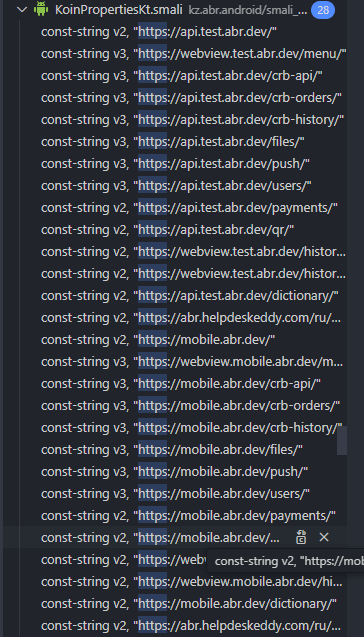 KoinPropertiesKt.smali kz.abr.android/smali_... 28
const-string v2, "https://api.test.abr.dev/"
const-string v3, "https://webview.test.abr.dev/menu/"
const-string v2, "https://api.test.abr.dev/crb-api/"
const-string v3, "https://api.test.abr.dev/crb-orders/"
const-string v2, "https://api.test.abr.dev/crb-history/"
const-string v3, "https://api.test.abr.dev/files/"
const-string v3, "https://api.test.abr.dev/push/"
const-string v3, "https://api.test.abr.dev/users/"
const-string v2, "https://api.test.abr.dev/payments/"
const-string v2, "https://api.test.abr.dev/qr/"
const-string v2, "https://webview.test.abr.dev/histor...
const-string v2, "https://webview.test.abr.dev/histor...
const-string v2, "https://api.test.abr.dev/dictionary/"
const-string v2, "https://abr.helpdeskeddy.com/ru/...
const-string v2, "https://mobile.abr.dev/"
const-string v3, "https://webview.mobile.abr.dev/m...
const-string v2, "https://mobile.abr.dev/crb-api/"
const-string v3, "https://mobile.abr.dev/crb-orders/"
const-string v2, "https://mobile.abr.dev/crb-history/"
const-string v3, "https://mobile.abr.dev/files/"
const-string v3, "https://mobile.abr.dev/push/"
const-string v3, "https://mobile.abr.dev/users/"
const-string v2, "https://mobile.abr.dev/payments/"
const-string v2, "https://mobile.abr.dev/...
const-string v2, "https://web
const-string v2, "https://mob
const-string v2, "https://webview.mobile.abr.dev/hi...
const-string v2, "https://mobile.abr.dev/dictionary/"
const-string v2, "https://abr.helpdeskeddy.com/ru/...